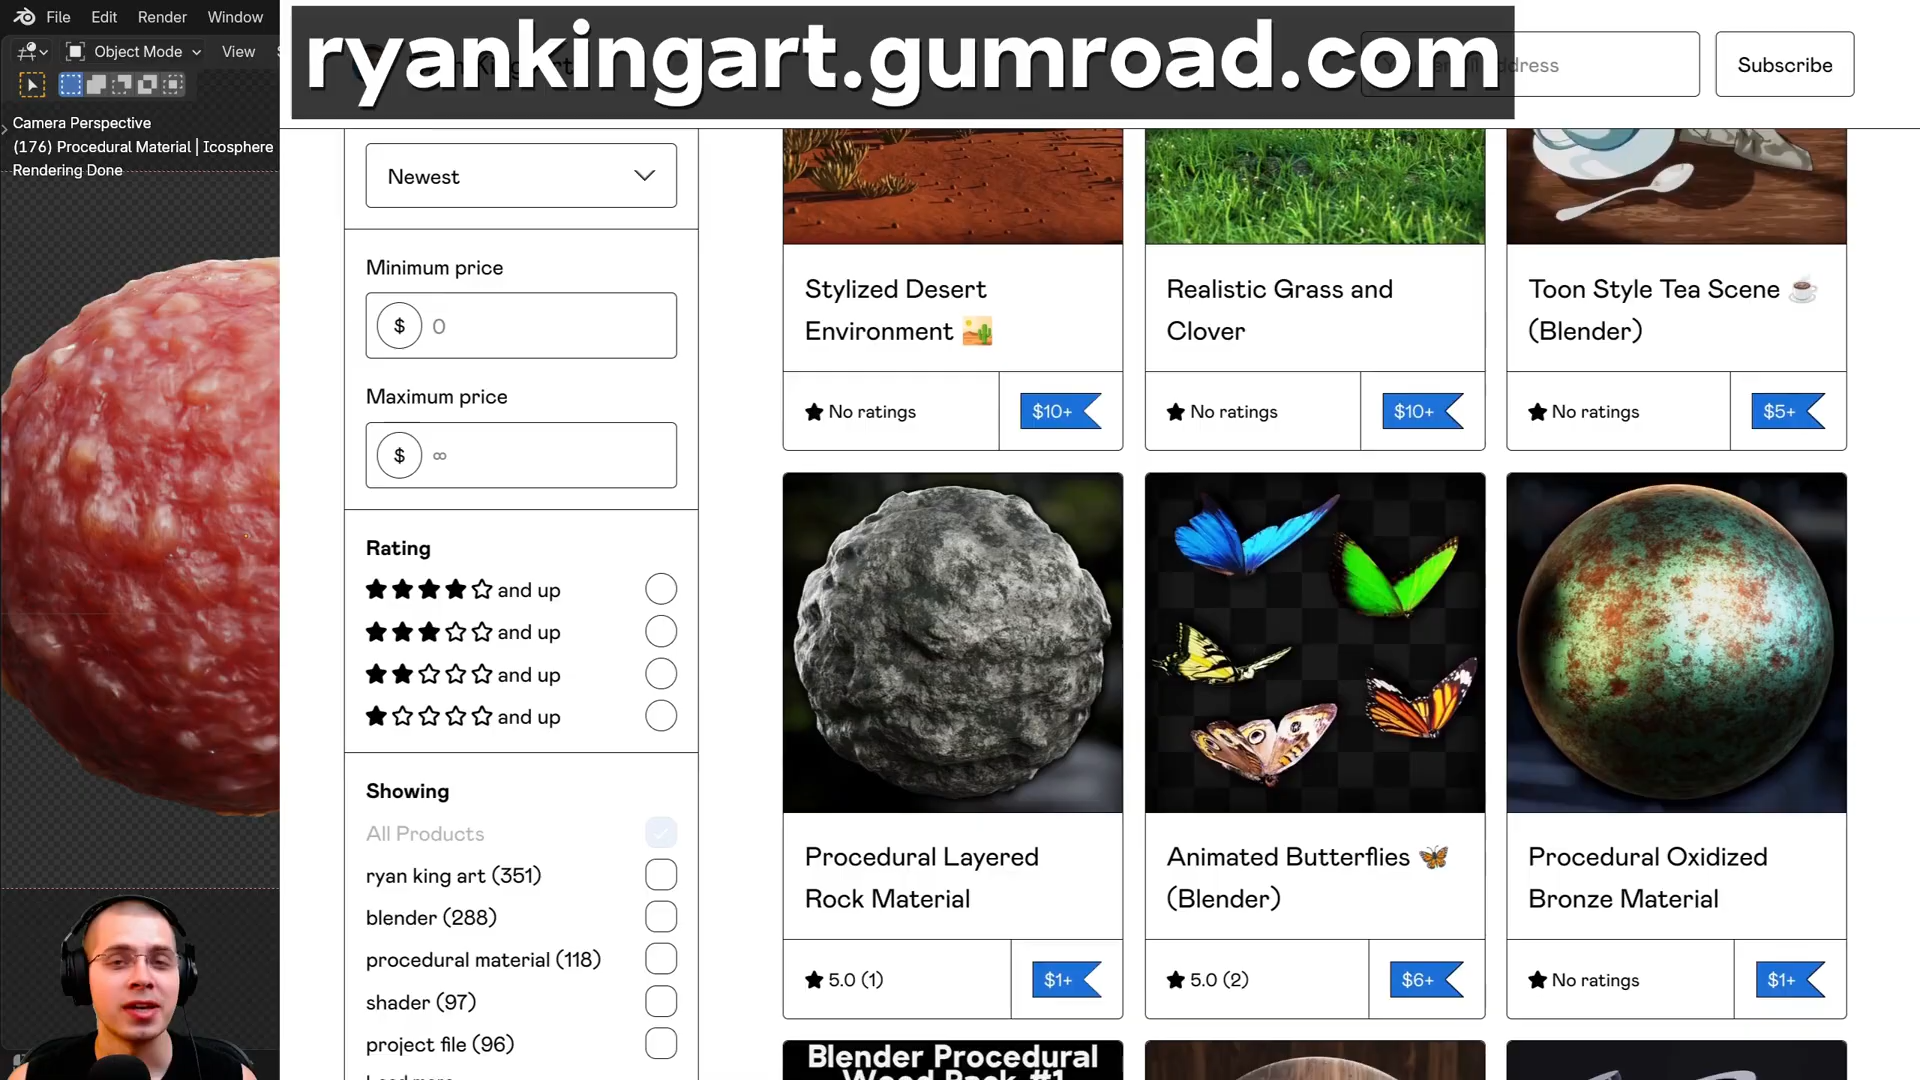 ryankingart.gumroad.com
File Edit Render Window
Object Mode View
Camera Perspective
(176) Procedural Material | Icosphere
Rendering Done
Subscribe
Newest
Minimum price
$ 0
Maximum price
$ ∞
Rating
and up
and up
and up
and up
Showing
All Products
ryan king art (351)
blender (288)
procedural material (118)
shader (97)
project file (96)
Stylized Desert
Environment
No ratings
$10+
Realistic Grass and
Clover
No ratings
$10+
Toon Style Tea Scene
(Blender)
No ratings
$5+
Procedural Layered
Rock Material
5.0 (1)
$1+
Animated Butterflies
(Blender)
5.0 (2)
$6+
Procedural Oxidized
Bronze Material
No ratings
$1+
Blender Procedural
Wood Pack #1